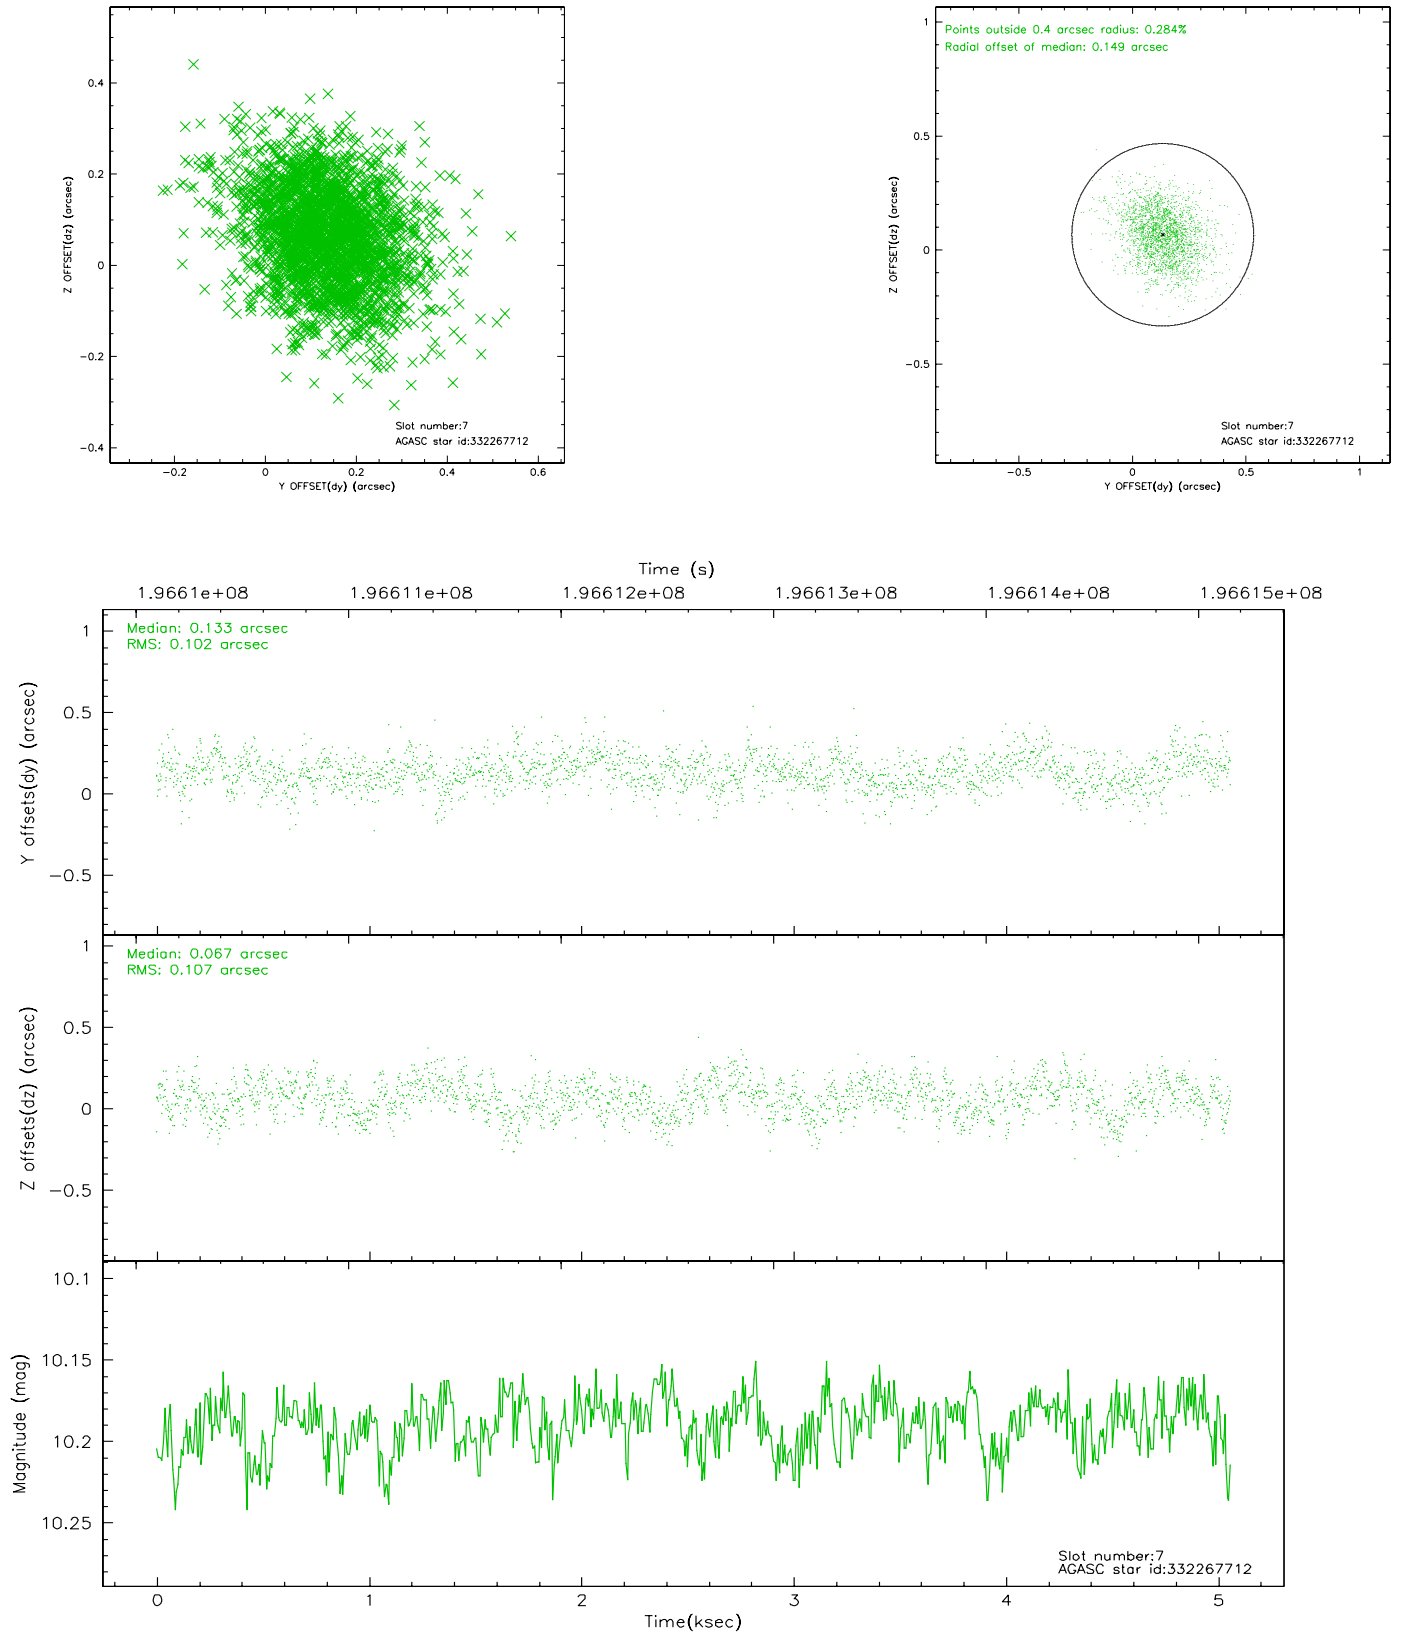 0.4
0.2
0
−0.2
−0.4
Z OFFSET(dz) (arcsec)
Slot number:7
AGASC star id:332267712
−0.2 0 0.2 0.4 0.6
Y OFFSET(dy) (arcsec)
Points outside 0.4 arcsec radius: 0.284%
Radial offset of median: 0.149 arcsec
1
0.5
0
−0.5
Z OFFSET(dz) (arcsec)
Slot number:7
AGASC star id:332267712
−0.5 0 0.5 1
Y OFFSET(dy) (arcsec)
Time (s)
1.9661e+08 1.96611e+08 1.96612e+08 1.96613e+08 1.96614e+08 1.96615e+08
Median: 0.133 arcsec
RMS: 0.102 arcsec
1
0.5
0
−0.5
Y offsets(dy) (arcsec)
Median: 0.067 arcsec
RMS: 0.107 arcsec
1
0.5
0
−0.5
Z offsets(dz) (arcsec)
10.1
10.15
10.2
10.25
Magnitude (mag)
Slot number:7
AGASC star id:332267712
0 1 2 3 4 5
Time(ksec)